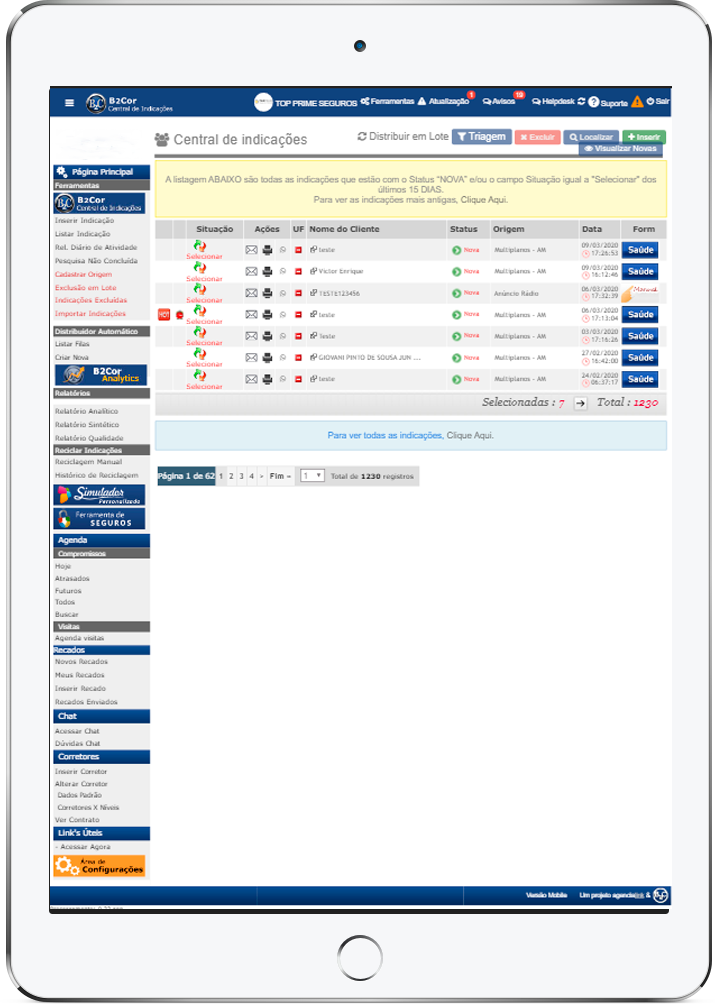 B2Cor
Central de Indicações
TOP PRIME SEGUROS
Ferramentas
Atualização
1
Avisos
19
Helpdesk
Suporte
Sair
Central de indicações
Distribuir em Lote
Triagem
Excluir
Localizar
Inserir
Visualizar Novas
A listagem ABAIXO são todas as indicações que estão com o Status "NOVA" e/ou o campo Situação igual a "Selecionar" dos
últimos 15 DIAS.
Para ver as indicações mais antigas, Clique Aqui.
Situação Ações UF Nome do Cliente Status Origem Data Form
Selecionar teste Nova Multiplanos - AM 09/03/2020 17:26:53 Saúde
Selecionar Victor Enrique Nova Multiplanos - AM 09/03/2020 16:12:46 Saúde
Selecionar TESTE123456 Nova Anúncio Rádio 06/03/2020 17:32:39 Manual
HOT Selecionar teste Nova Multiplanos - AM 06/03/2020 17:13:04 Saúde
Selecionar teste Nova Multiplanos - AM 03/03/2020 17:16:26 Saúde
Selecionar GIOVANI PINTO DE SOUSA JUN ... Nova Multiplanos - AM 27/02/2020 16:42:00 Saúde
Selecionar teste Nova Multiplanos - AM 24/02/2020 06:37:17 Saúde
Selecionadas : 7 Total : 1230
Para ver todas as indicações, Clique Aqui.
Página 1 de 62 1 2 3 4 > Fim » 1 Total de 1230 registros
Página Principal
Ferramentas
B2Cor
Central de Indicações
Inserir Indicação
Listar Indicação
Rel. Diário de Atividade
Pesquisa Não Concluída
Cadastrar Origem
Exclusão em Lote
Indicações Excluídas
Importar Indicações
Distribuidor Automático
Listar Filas
Criar Nova
B2Cor
Analytics
Relatórios
Relatório Analítico
Relatório Sintético
Relatório Qualidade
Reciclar Indicações
Reciclagem Manual
Histórico de Reciclagem
Simulador
Personalizado
Ferramenta de
SEGUROS
Agenda
Compromissos
Hoje
Atrasados
Futuros
Todos
Buscar
Visitas
Agenda visitas
Recados
Novos Recados
Meus Recados
Inserir Recado
Recados Enviados
Chat
Acessar Chat
Dúvidas Chat
Corretores
Inserir Corretor
Alterar Corretor
Dados Padrão
Corretores X Níveis
Ver Contrato
Link's Úteis
- Acessar Agora
Área de
Configurações
Versão Mobile
Um projeto agencialink &